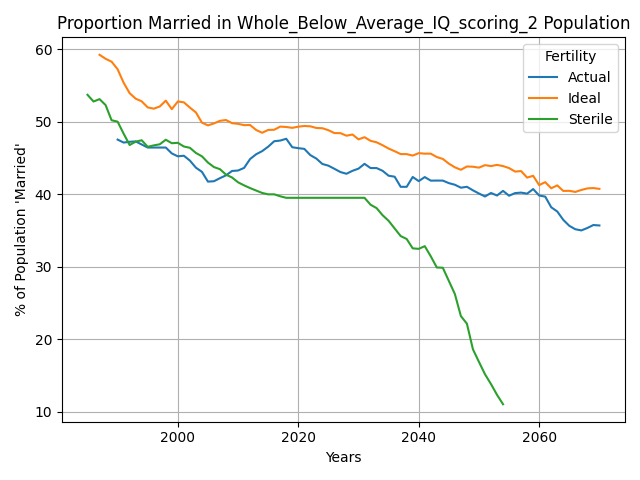 Proportion Married in Whole_Below_Average_IQ_scoring_2 Population
% of Population 'Married'
60
50
40
30
20
10
Fertility
Actual
Ideal
Sterile
2000
2020
2040
2060
Years